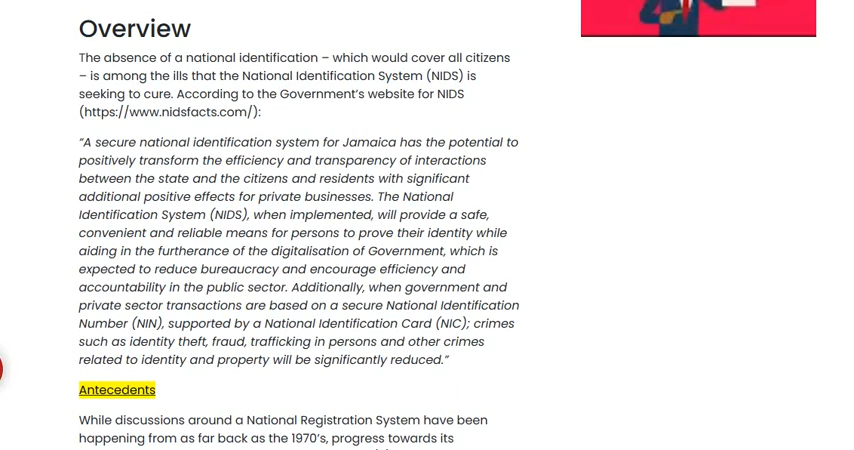 Overview
The absence of a national identification – which would cover all citizens
– is among the ills that the National Identification System (NIDS) is
seeking to cure. According to the Government’s website for NIDS
(https://www.nidsfacts.com/):
“A secure national identification system for Jamaica has the potential to
positively transform the efficiency and transparency of interactions
between the state and the citizens and residents with significant
additional positive effects for private businesses. The National
Identification System (NIDS), when implemented, will provide a safe,
convenient and reliable means for persons to prove their identity while
aiding in the furtherance of the digitalisation of Government, which is
expected to reduce bureaucracy and encourage efficiency and
accountability in the public sector. Additionally, when government and
private sector transactions are based on a secure National Identification
Number (NIN), supported by a National Identification Card (NIC); crimes
such as identity theft, fraud, trafficking in persons and other crimes
related to identity and property will be significantly reduced.”
Antecedents
While discussions around a National Registration System have been
happening from as far back as the 1970’s, progress towards its